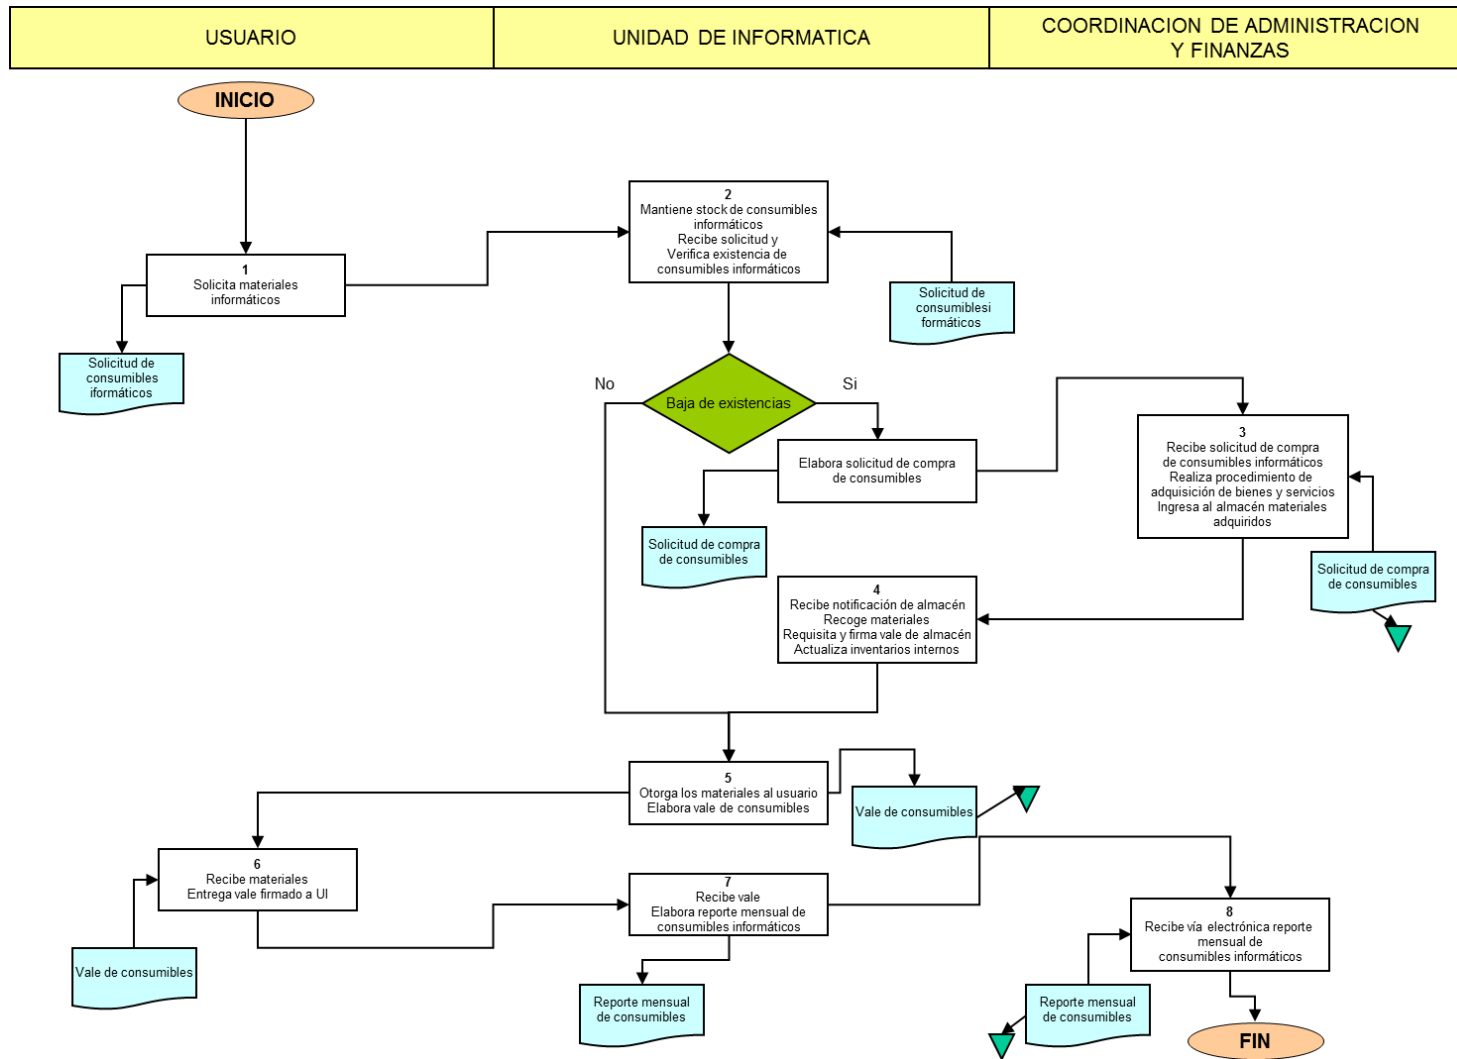 USUARIO
UNIDAD DE INFORMATICA
COORDINACION DE ADMINISTRACION
Y FINANZAS
INICIO
1
Solicita materiales
informáticos
Solicitud de
consumibles
iformáticos
2
Mantiene stock de consumibles
informáticos
Recibe solicitud y
Verifica existencia de
consumibles informáticos
Solicitud de
consumiblesi
formáticos
No
Baja de existencias
Si
Elabora solicitud de compra
de consumibles
Solicitud de compra
de consumibles
3
Recibe solicitud de compra
de consumibles informáticos
Realiza procedimiento de
adquisición de bienes y servicios
Ingresa al almacén materiales
adquiridos
Solicitud de compra
de consumibles
4
Recibe notificación de almacén
Recoge materiales
Requisita y firma vale de almacén
Actualiza inventarios internos
5
Otorga los materiales al usuario
Elabora vale de consumibles
Vale de consumibles
6
Recibe materiales
Entrega vale firmado a UI
Vale de consumibles
7
Recibe vale
Elabora reporte mensual de
consumibles informáticos
Reporte mensual
de consumibles
8
Recibe vía electrónica reporte
mensual de
consumibles informáticos
Reporte mensual
de consumibles
FIN